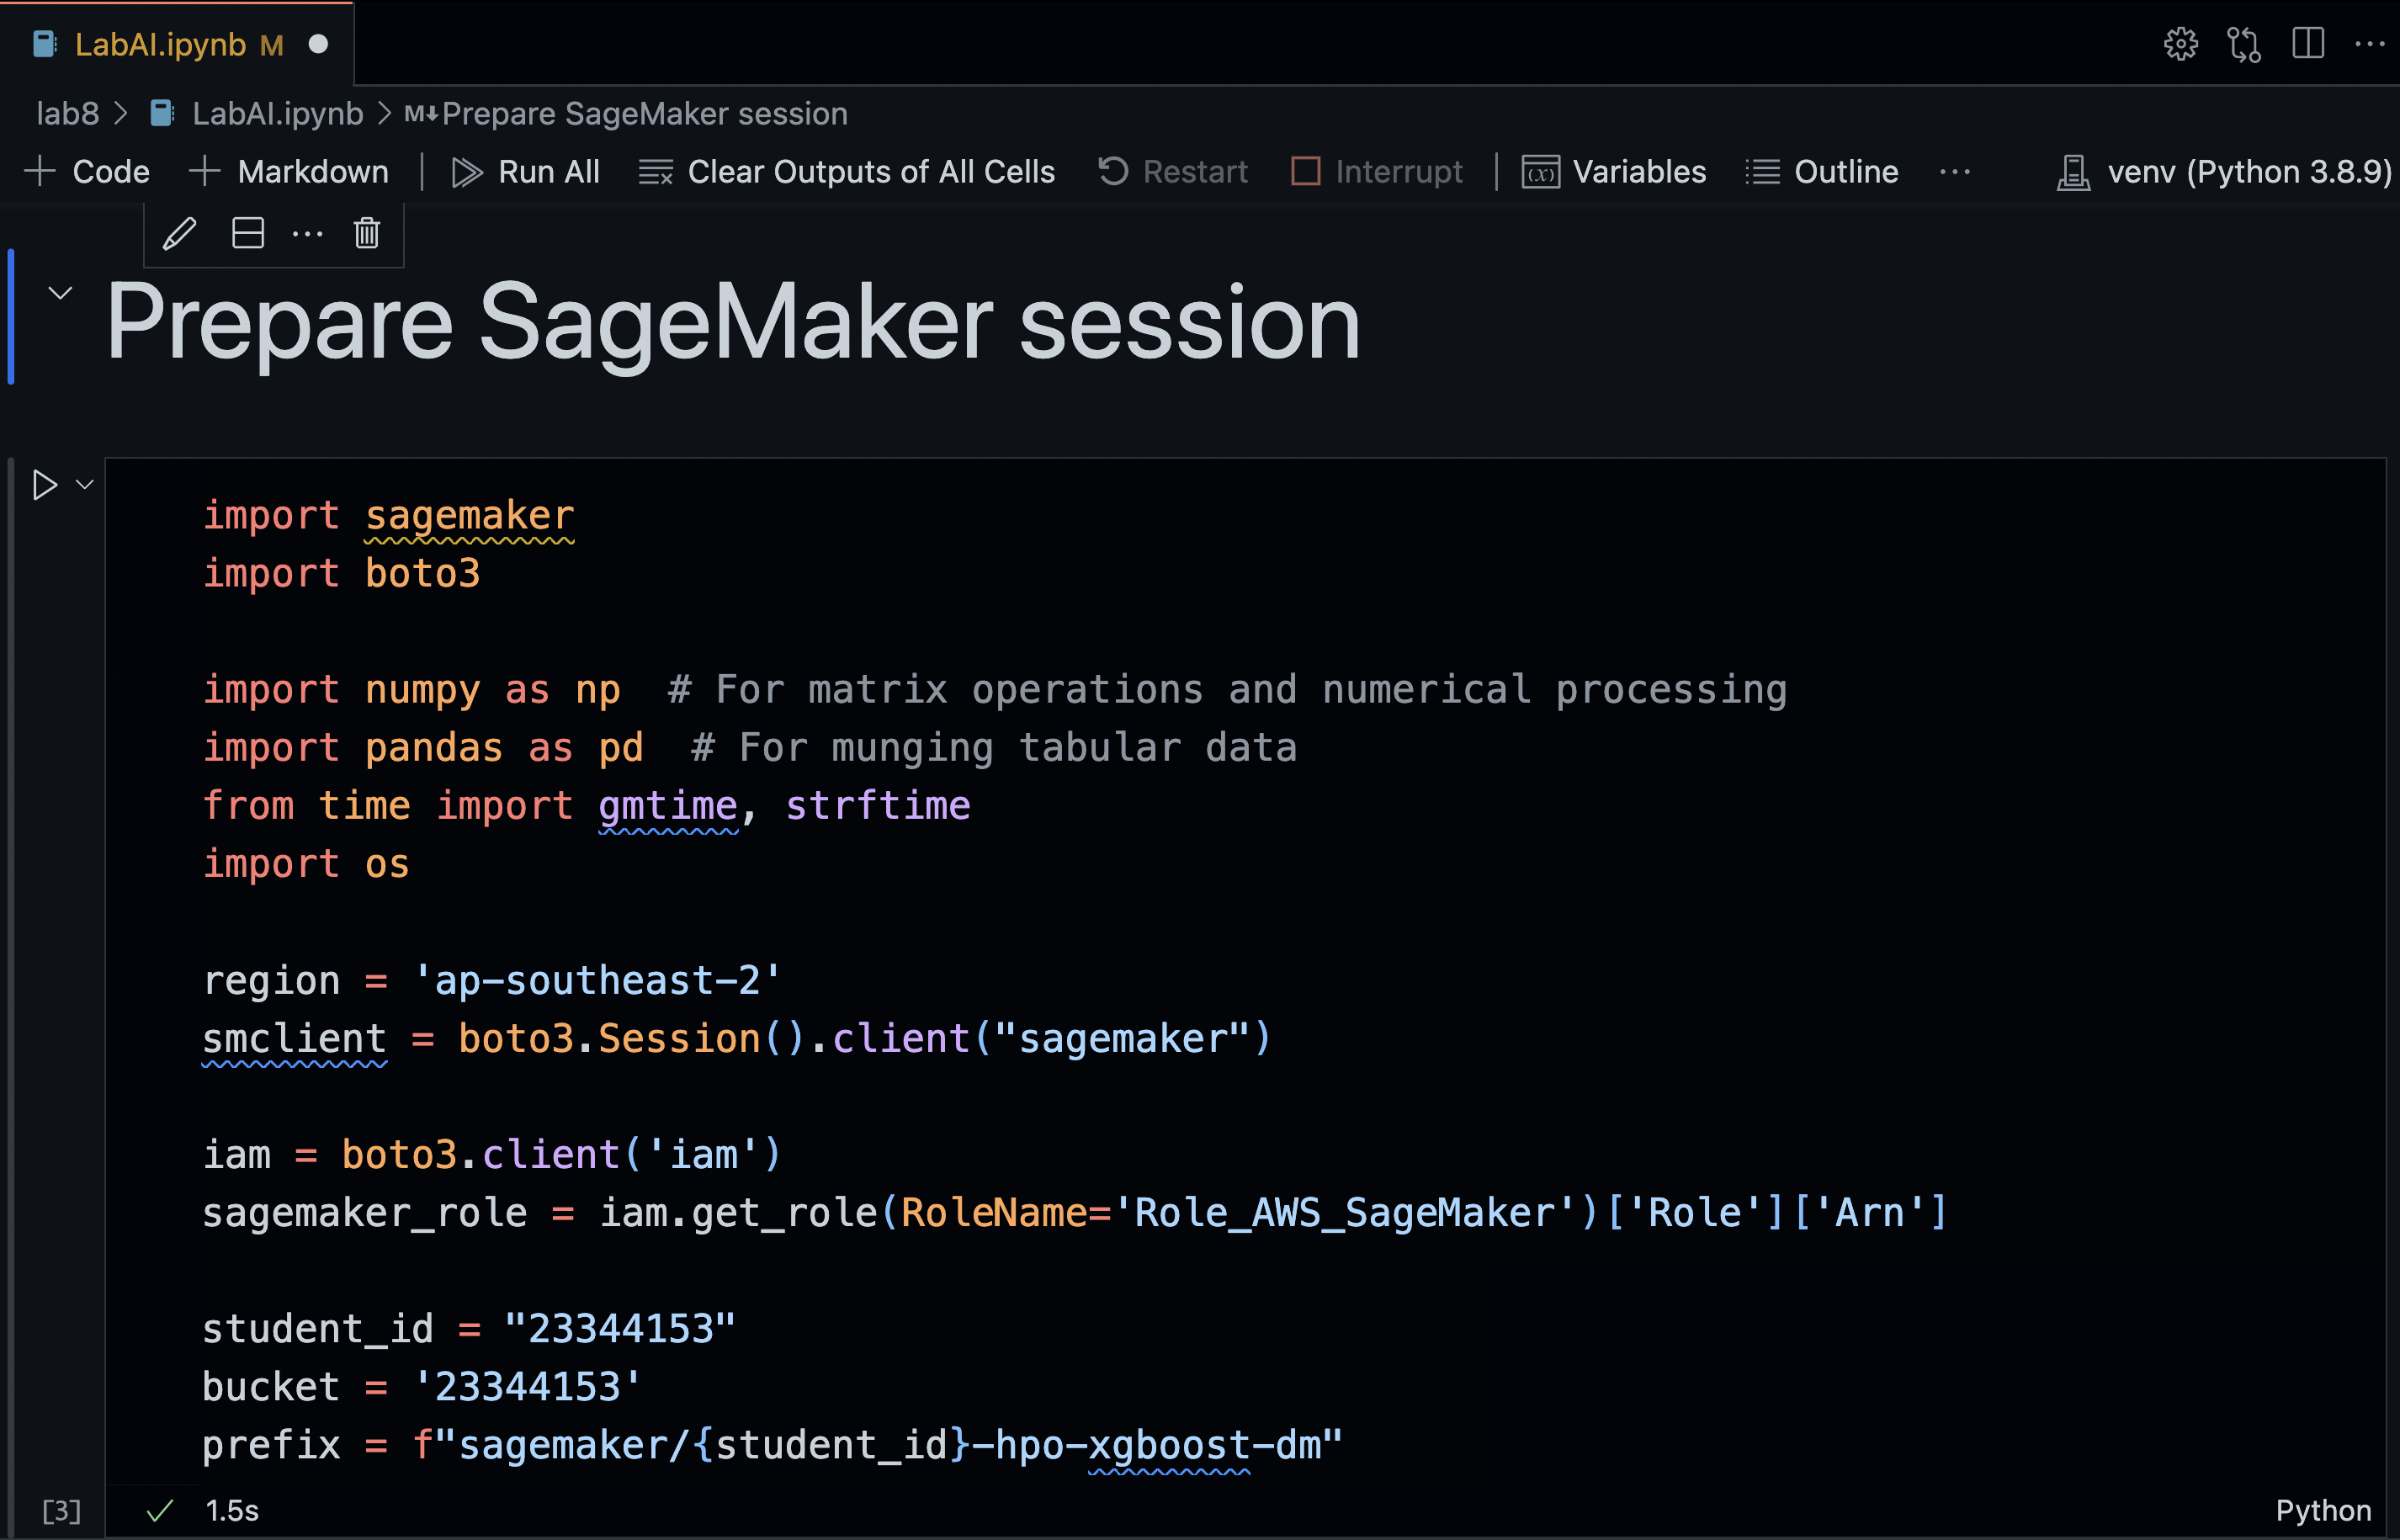 LabAI.ipynb M
lab8 > LabAI.ipynb > M↓Prepare SageMaker session
+ Code + Markdown | Run All Clear Outputs of All Cells Restart Interrupt | (x) Variables Outline ... venv (Python 3.8.9)
Prepare SageMaker session
import sagemaker
import boto3
import numpy as np  # For matrix operations and numerical processing
import pandas as pd  # For munging tabular data
from time import gmtime, strftime
import os
region = 'ap-southeast-2'
smclient = boto3.Session().client("sagemaker")
iam = boto3.client('iam')
sagemaker_role = iam.get_role(RoleName='Role_AWS_SageMaker')['Role']['Arn']
student_id = "23344153"
bucket = '23344153'
prefix = f"sagemaker/{student_id}-hpo-xgboost-dm"
[3] ✓ 1.5s Python